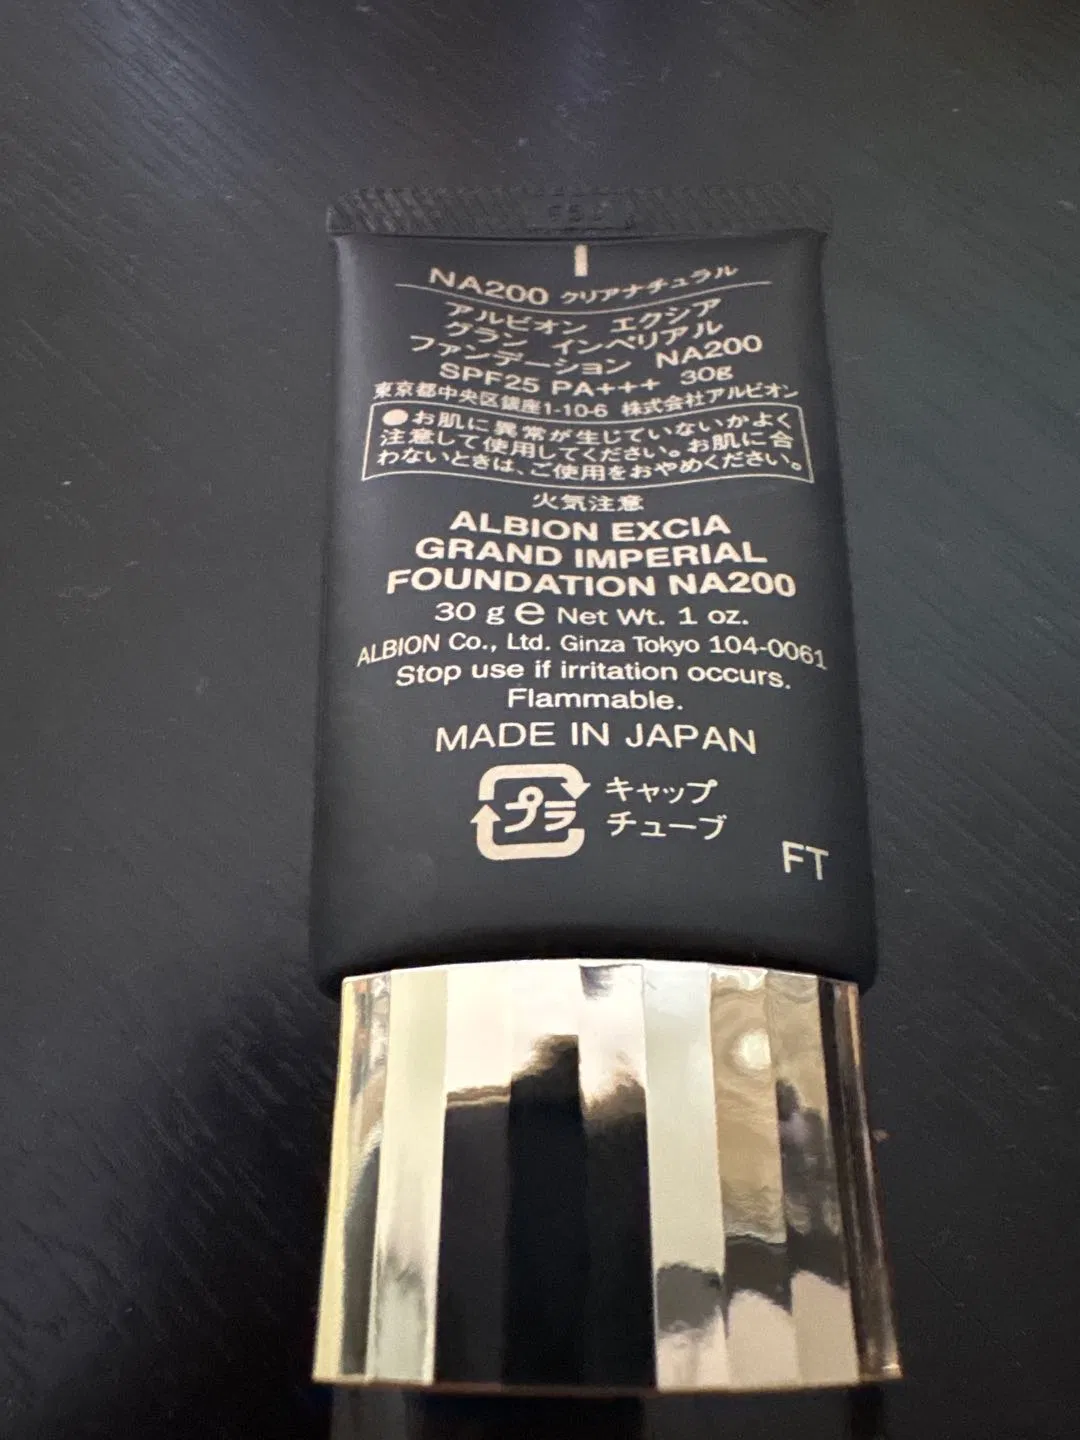 NA200 クリアナチュラル
アルビオン エクシア
グラン インペリアル
ファンデーション NA200
SPF25 PA+++ 30g
東京都中央区銀座1-10-6 株式会社アルビオン
●お肌に異常が生じていないかよく
注意して使用してください。お肌に合
わないときは、ご使用をおやめください。
火気注意
ALBION EXCIA
GRAND IMPERIAL
FOUNDATION NA200
30 g e Net Wt. 1 oz.
ALBION Co., Ltd. Ginza Tokyo 104-0061
Stop use if irritation occurs.
Flammable.
MADE IN JAPAN
プラ キャップ
チューブ
FT